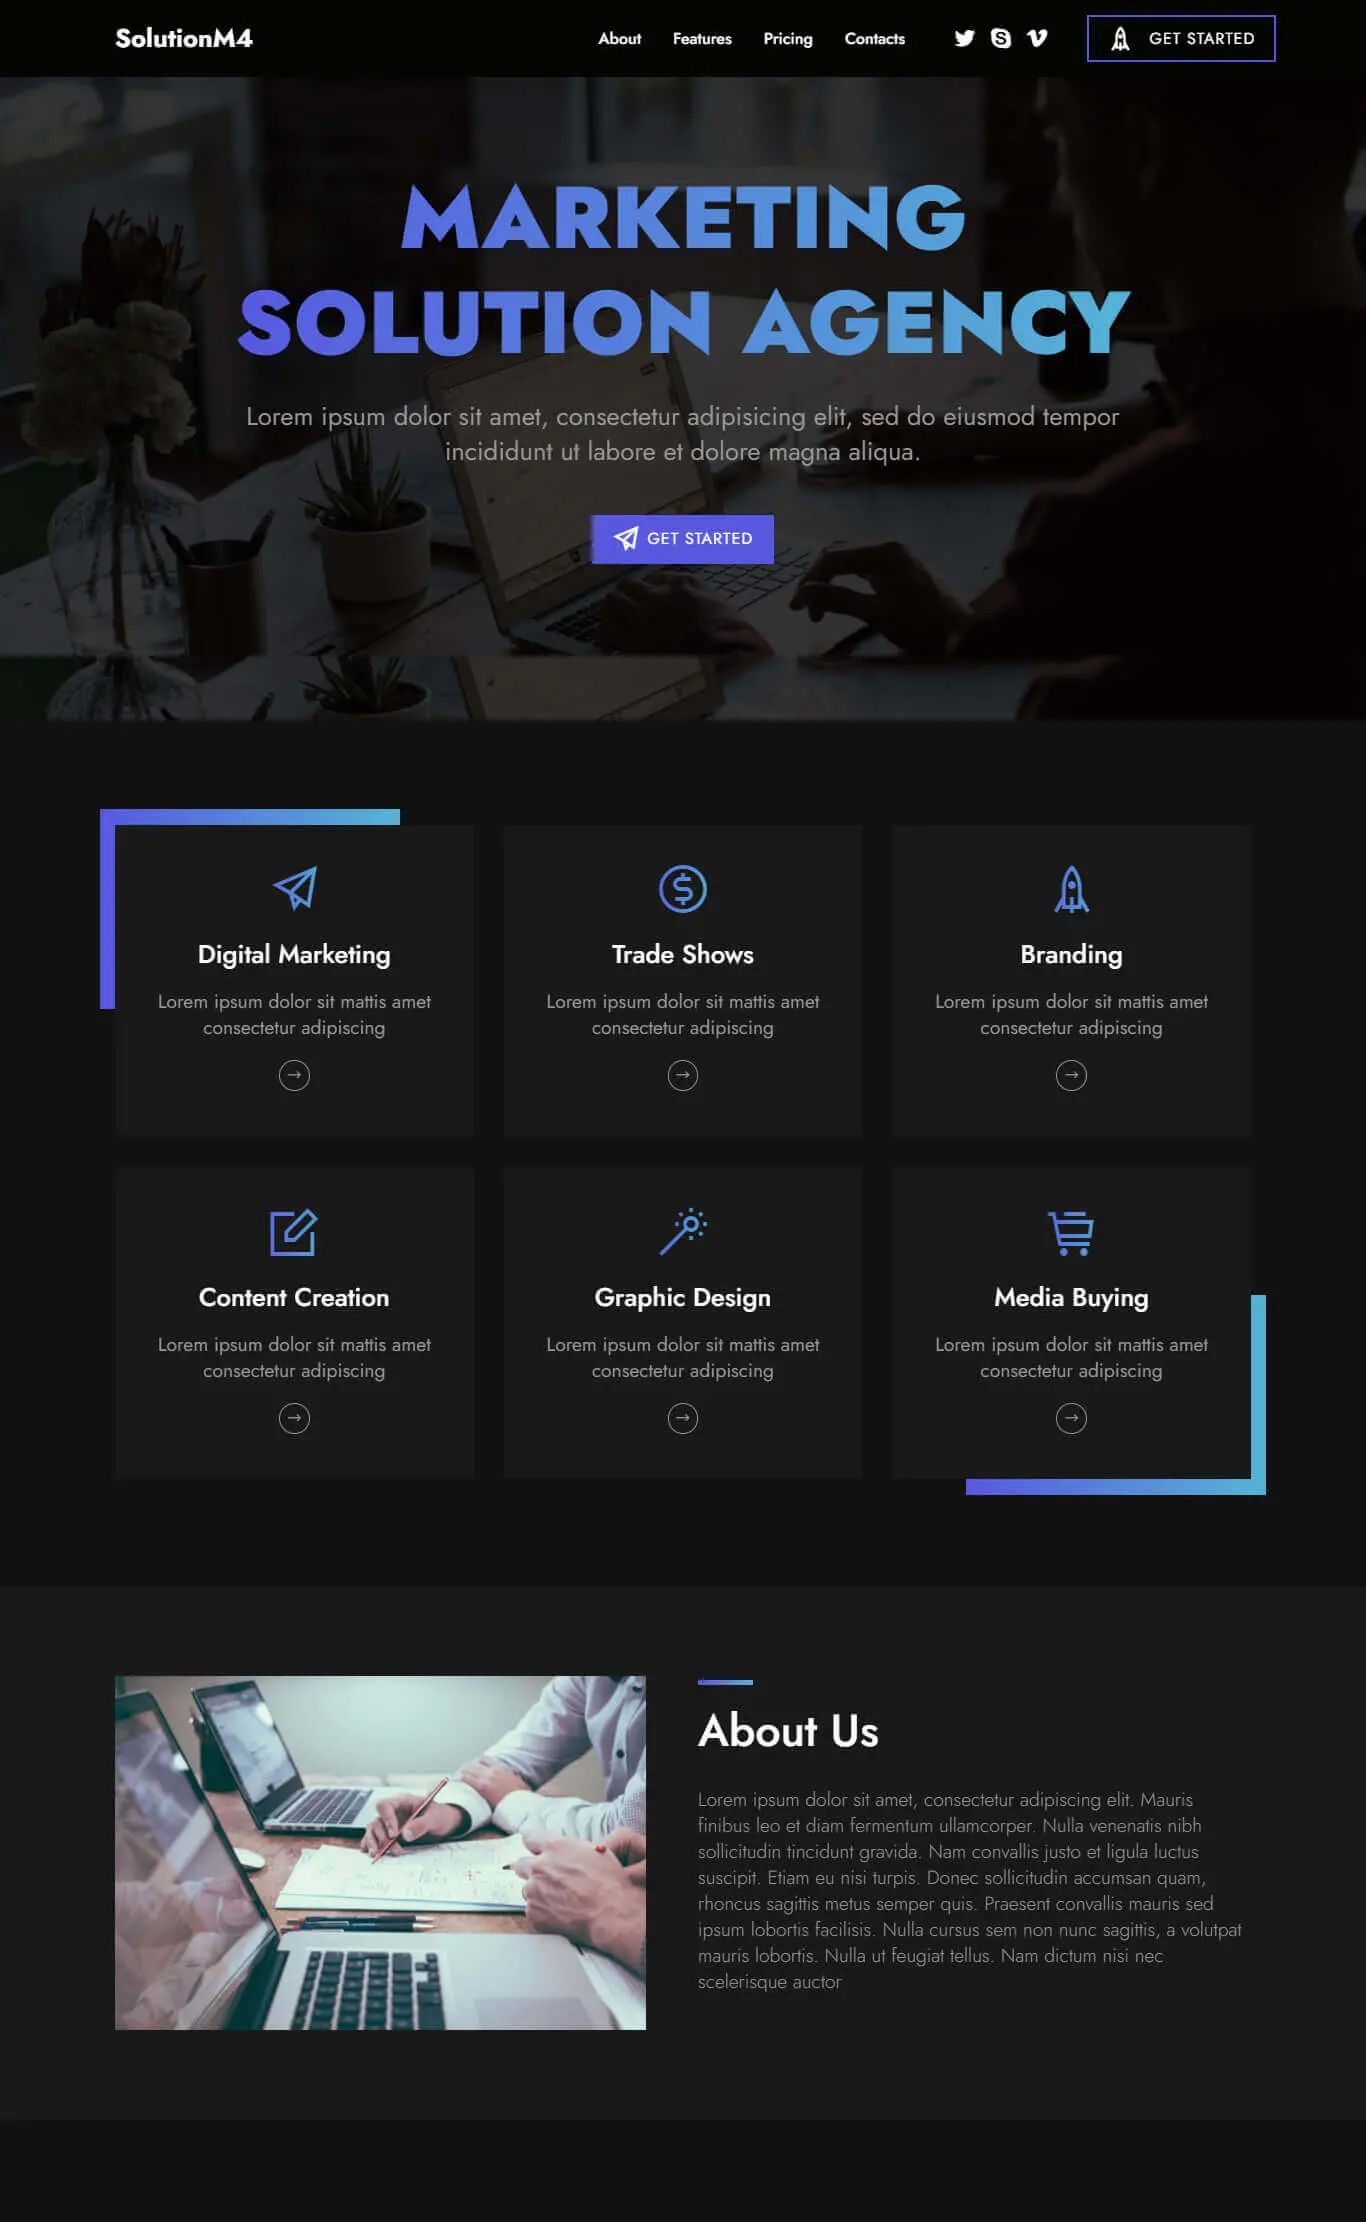 SolutionM4
About Features Pricing Contacts GET STARTED
MARKETING
SOLUTION AGENCY
Lorem ipsum dolor sit amet, consectetur adipisicing elit, sed do eiusmod tempor
incididunt ut labore et dolore magna aliqua.
GET STARTED
Digital Marketing
Lorem ipsum dolor sit mattis amet
consectetur adipiscing
Trade Shows
Lorem ipsum dolor sit mattis amet
consectetur adipiscing
Branding
Lorem ipsum dolor sit mattis amet
consectetur adipiscing
Content Creation
Lorem ipsum dolor sit mattis amet
consectetur adipiscing
Graphic Design
Lorem ipsum dolor sit mattis amet
consectetur adipiscing
Media Buying
Lorem ipsum dolor sit mattis amet
consectetur adipiscing
About Us
Lorem ipsum dolor sit amet, consectetur adipiscing elit. Mauris
finibus leo et diam fermentum ullamcorper. Nulla venenatis nibh
sollicitudin tincidunt gravida. Nam convallis justo et ligula luctus
suscipit. Etiam eu nisi turpis. Donec sollicitudin accumsan quam,
rhoncus sagittis metus semper quis. Praesent convallis mauris sed
ipsum lobortis facilisis. Nulla cursus sem non nunc sagittis, a volutpat
mauris lobortis. Nulla ut feugiat tellus. Nam dictum nisi nec
scelerisque auctor